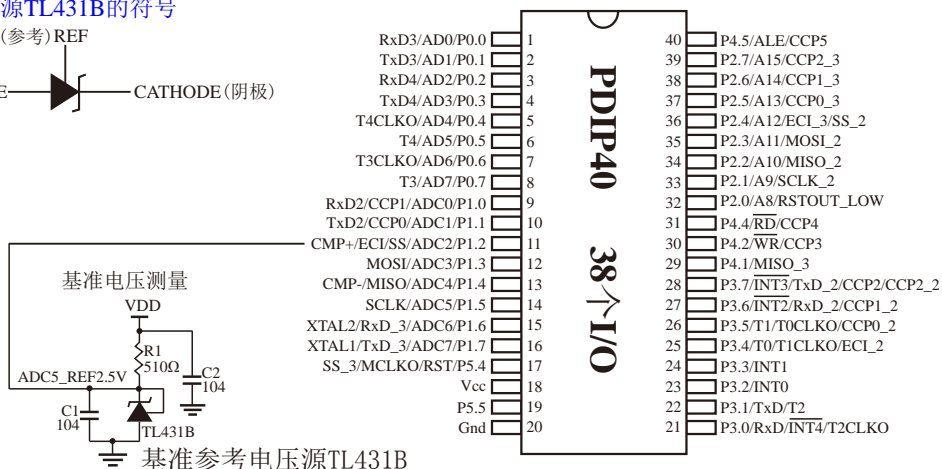 源TL431B的符号
(参考)REF
E
CATHODE(阴极)
RxD3/AD0/P0.0 1
TxD3/AD1/P0.1 2
RxD4/AD2/P0.2 3
TxD4/AD3/P0.3 4
T4CLKO/AD4/P0.4 5
T4/AD5/P0.5 6
T3CLKO/AD6/P0.6 7
T3/AD7/P0.7 8
RxD2/CCP1/ADC0/P1.0 9
TxD2/CCP0/ADC1/P1.1 10
CMP+/ECI/SS/ADC2/P1.2 11
MOSI/ADC3/P1.3 12
CMP-/MISO/ADC4/P1.4 13
SCLK/ADC5/P1.5 14
XTAL2/RxD_3/ADC6/P1.6 15
XTAL1/TxD_3/ADC7/P1.7 16
SS_3/MCLKO/RST/P5.4 17
Vcc 18
P5.5 19
Gnd 20
PDIP40 38个I/O
40 P4.5/ALE/CCP5
39 P2.7/A15/CCP2_3
38 P2.6/A14/CCP1_3
37 P2.5/A13/CCP0_3
36 P2.4/A12/ECI_3/SS_2
35 P2.3/A11/MOSI_2
34 P2.2/A10/MISO_2
33 P2.1/A9/SCLK_2
32 P2.0/A8/RSTOUT_LOW
31 P4.4/RD/CCP4
30 P4.2/WR/CCP3
29 P4.1/MISO_3
28 P3.7/INT3/TxD_2/CCP2/CCP2_2
27 P3.6/INT2/RxD_2/CCP1_2
26 P3.5/T1/T0CLKO/CCP0_2
25 P3.4/T0/T1CLKO/ECI_2
24 P3.3/INT1
23 P3.2/INT0
22 P3.1/TxD/T2
21 P3.0/RxD/INT4/T2CLKO
基准电压测量
VDD
R1
510Ω
C2
104
ADC5_REF2.5V
C1
104
TL431B
基准参考电压源TL431B